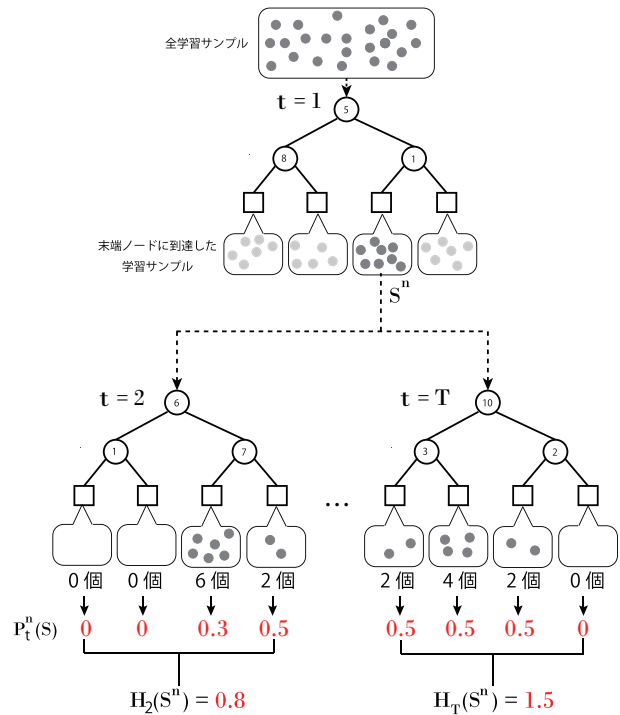 全学習サンプル
t = 1
5
8
1
末端ノードに到達した
学習サンプル
S^n
t = 2
6
t = T
10
1
7
3
2
...
0 個
0 個
6 個
2 個
2 個
4 個
2 個
0 個
P_t^n(S)
0
0
0.3
0.5
0.5
0.5
0.5
0
H_2(S^n) = 0.8
H_T(S^n) = 1.5